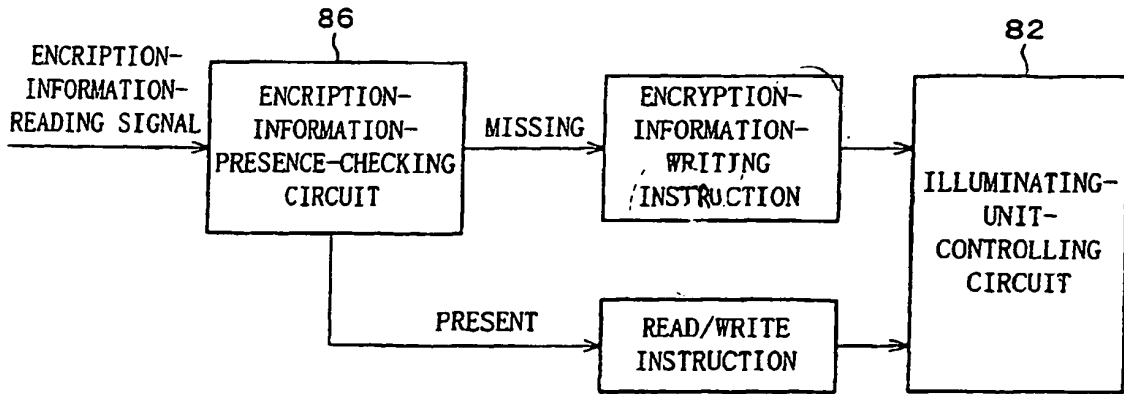 86
82
ENCRIPTION-
INFORMATION-
READING SIGNAL
ENCRIPTION-
INFORMATION-
PRESENCE-CHECKING
CIRCUIT
MISSING
ENCRYPTION-
INFORMATION-
WRITING
INSTRUCTION
ILLUMINATING-
UNIT-
CONTROLLING
CIRCUIT
PRESENT
READ/WRITE
INSTRUCTION